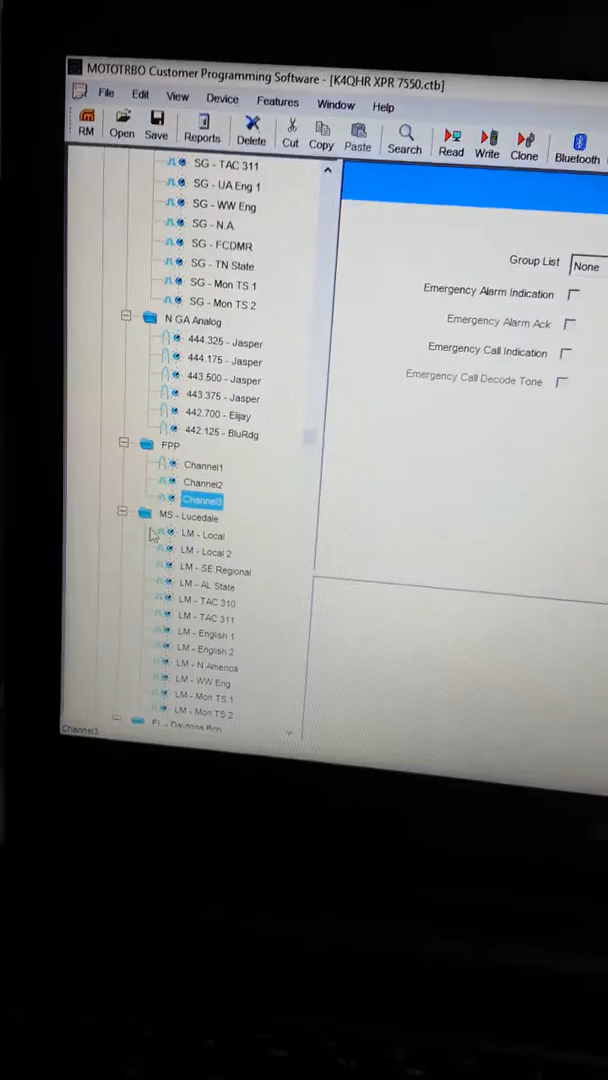 MOTOTRBO Customer Programming Software - [K4QHR XPR 7550.ctb]
File Edit View Device Features Window Help
RM Open Save Reports Delete Cut Copy Paste Search Read Write Clone Bluetooth
SG - TAC 311
SG - UA Eng 1
SG - WW Eng
SG - N.A
SG - FCDMR
SG - TN State
SG - Mon TS 1
SG - Mon TS 2
N GA Analog
444.325 - Jasper
444.175 - Jasper
443.500 - Jasper
443.375 - Jasper
442.700 - Elijay
442.125 - BluRdg
FPP
Channel1
Channel2
Channel3
MS - Lucedale
LM - Local
LM - Local 2
LM - SE Regional
LM - AL State
LM - TAC 310
LM - TAC 311
LM - English 1
LM - English 2
LM - N America
LM - WW Eng
LM - Mon TS 1
LM - Mon TS 2
FL - Daytona Bch
Channel3
Group List None
Emergency Alarm Indication
Emergency Alarm Ack
Emergency Call Indication
Emergency Call Decode Tone